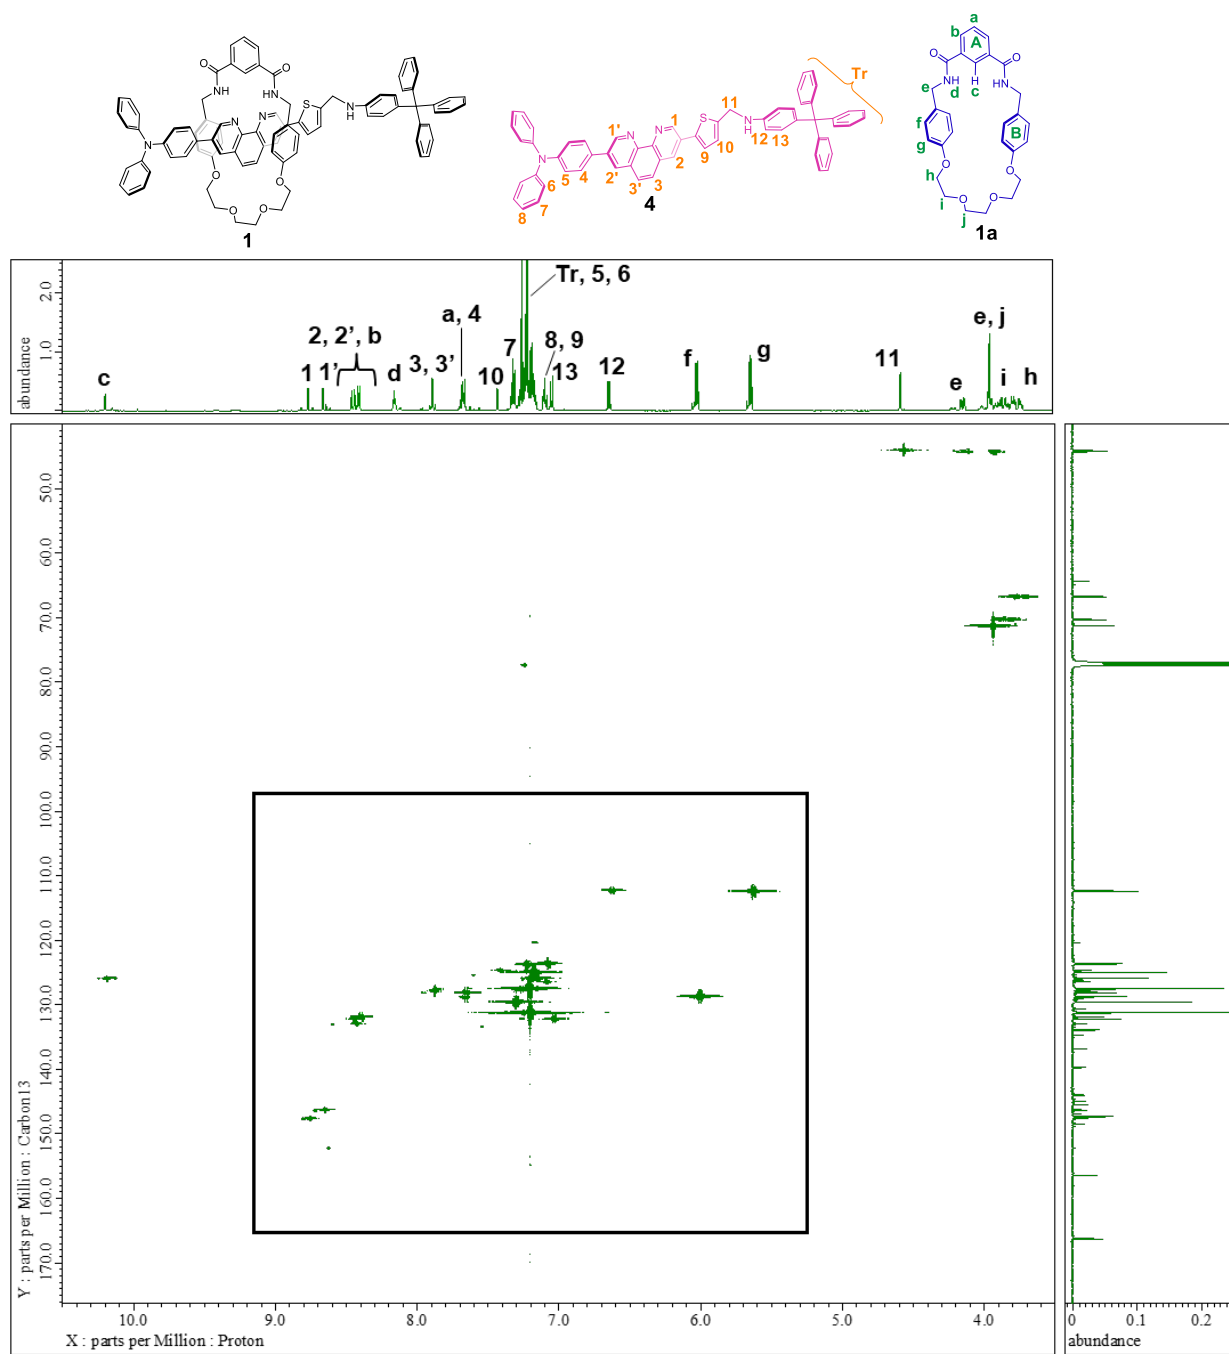 O
O
NH
HN
S
N
N
N
H
N
O
O
O
O
1
Tr
11
1'
1
N
N
S
N
H
12
13
9
10
2
N
5
4
2'
3'
3
6
7
8
4
a
b
A
O
O
NH
H
HN
e
d
c
f
B
g
O
O
h
i
O
O
j
1a
abundance
1.0
2.0
c
1
1'
2, 2', b
d
3, 3'
a, 4
10
7
Tr, 5, 6
8, 9
13
12
f
g
11
e
e, j
i
h
Y : parts per Million : Carbon13
50.0
60.0
70.0
80.0
90.0
100.0
110.0
120.0
130.0
140.0
150.0
160.0
170.0
10.0
9.0
8.0
7.0
6.0
5.0
4.0
X : parts per Million : Proton
0
0.1
0.2
abundance